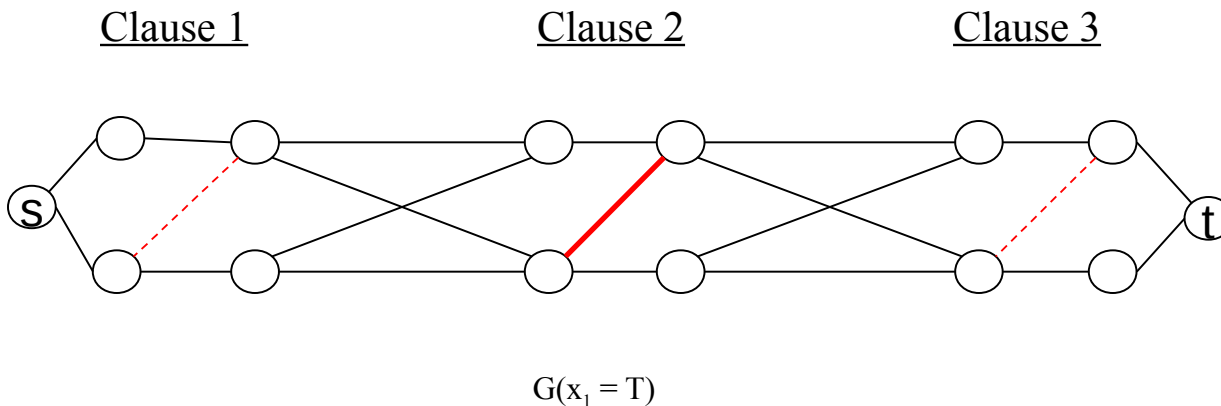 Clause 1 Clause 2 Clause 3
s
t
G(x₁ = T)